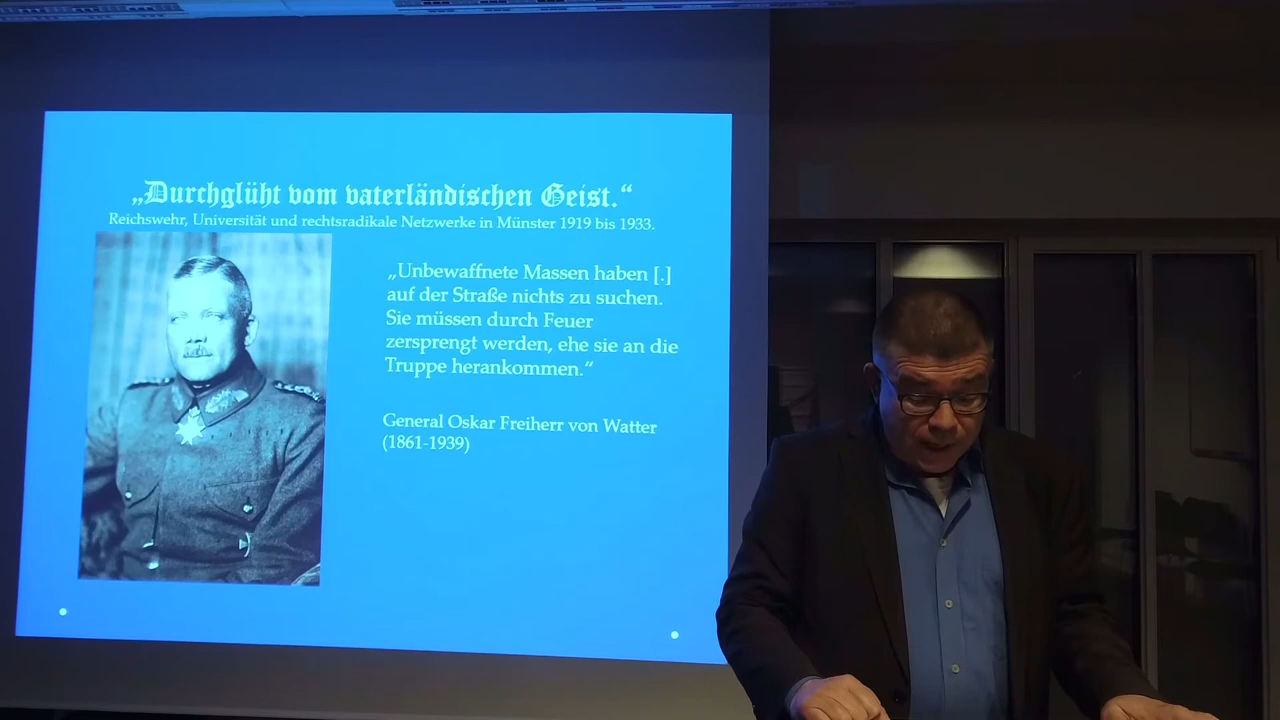 „Durchglüht vom vaterländischen Geist.“
Reichswehr, Universität und rechtsradikale Netzwerke in Münster 1919 bis 1933.
„Unbewaffnete Massen haben [.]
auf der Straße nichts zu suchen.
Sie müssen durch Feuer
zersprengt werden, ehe sie an die
Truppe herankommen.“
General Oskar Freiherr von Watter
(1861-1939)